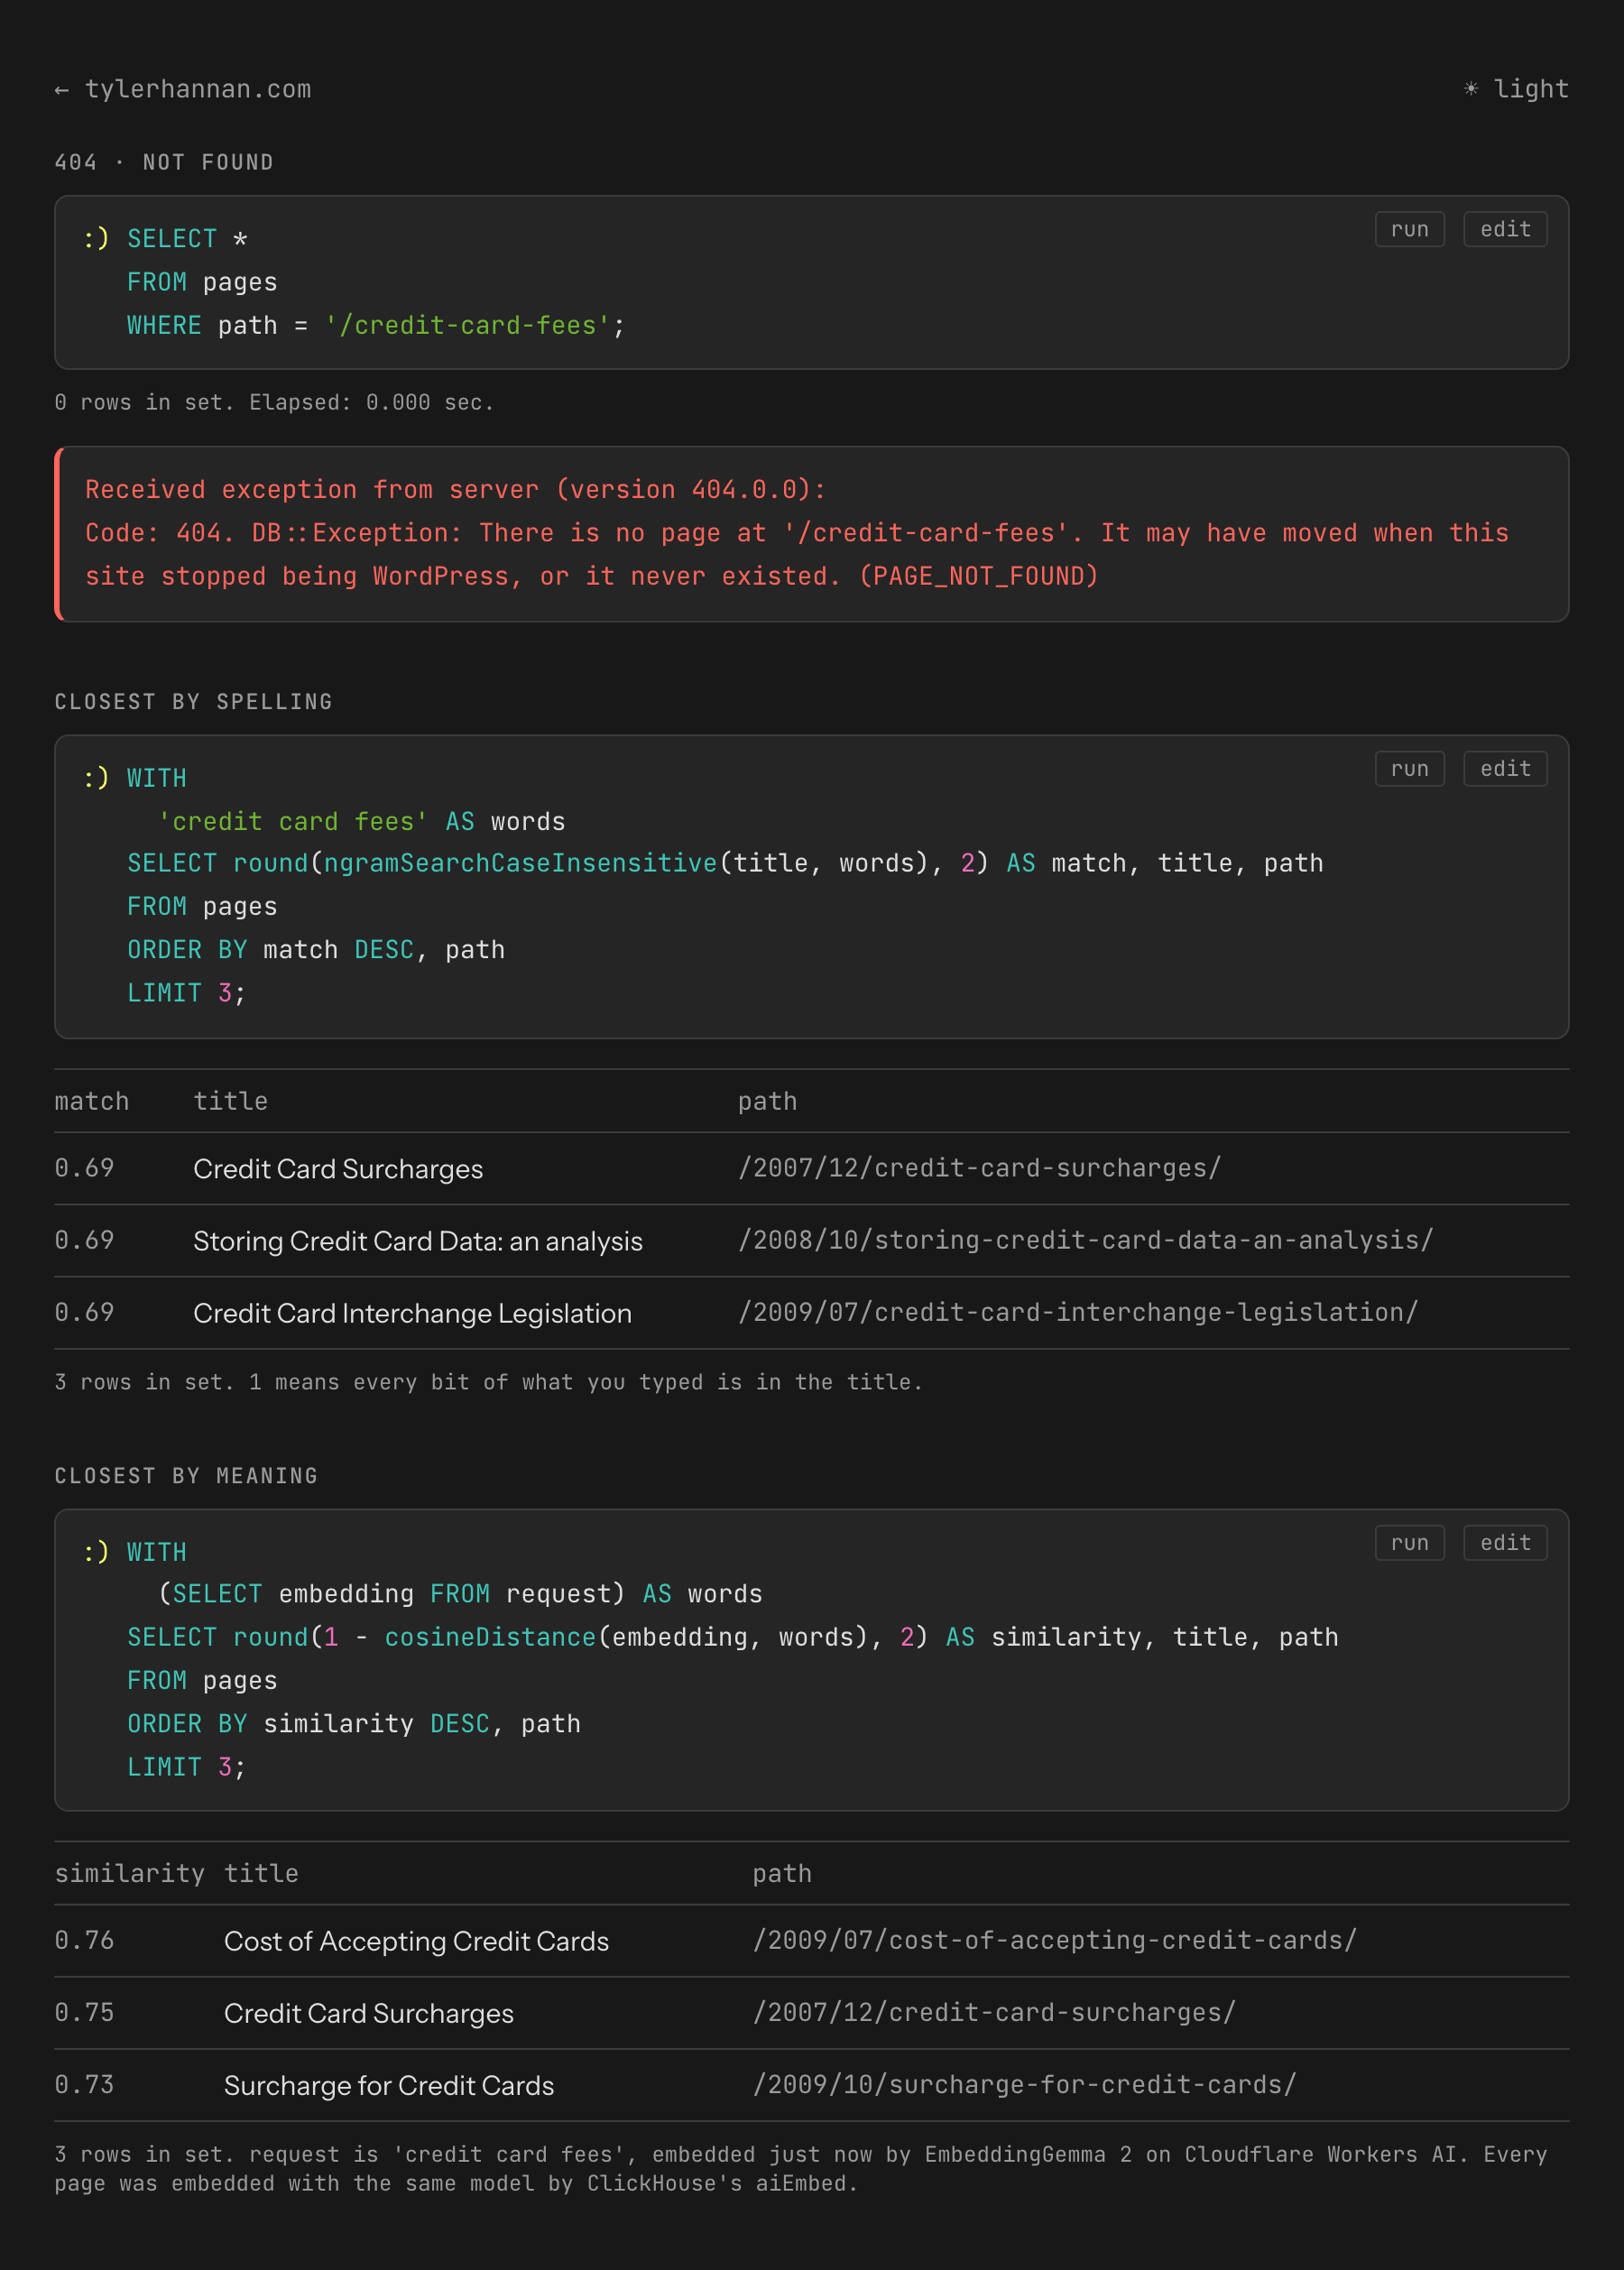 ← tylerhannan.com
☀ light
404 · NOT FOUND
:) SELECT *
FROM pages
WHERE path = '/credit-card-fees';
run
edit
0 rows in set. Elapsed: 0.000 sec.
Received exception from server (version 404.0.0):
Code: 404. DB::Exception: There is no page at '/credit-card-fees'. It may have moved when this
site stopped being WordPress, or it never existed. (PAGE_NOT_FOUND)
CLOSEST BY SPELLING
:) WITH
'credit card fees' AS words
SELECT round(ngramSearchCaseInsensitive(title, words), 2) AS match, title, path
FROM pages
ORDER BY match DESC, path
LIMIT 3;
run
edit
match title path
0.69 Credit Card Surcharges /2007/12/credit-card-surcharges/
0.69 Storing Credit Card Data: an analysis /2008/10/storing-credit-card-data-an-analysis/
0.69 Credit Card Interchange Legislation /2009/07/credit-card-interchange-legislation/
3 rows in set. 1 means every bit of what you typed is in the title.
CLOSEST BY MEANING
:) WITH
(SELECT embedding FROM request) AS words
SELECT round(1 - cosineDistance(embedding, words), 2) AS similarity, title, path
FROM pages
ORDER BY similarity DESC, path
LIMIT 3;
run
edit
similarity title path
0.76 Cost of Accepting Credit Cards /2009/07/cost-of-accepting-credit-cards/
0.75 Credit Card Surcharges /2007/12/credit-card-surcharges/
0.73 Surcharge for Credit Cards /2009/10/surcharge-for-credit-cards/
3 rows in set. request is 'credit card fees', embedded just now by EmbeddingGemma 2 on Cloudflare Workers AI. Every
page was embedded with the same model by ClickHouse's aiEmbed.